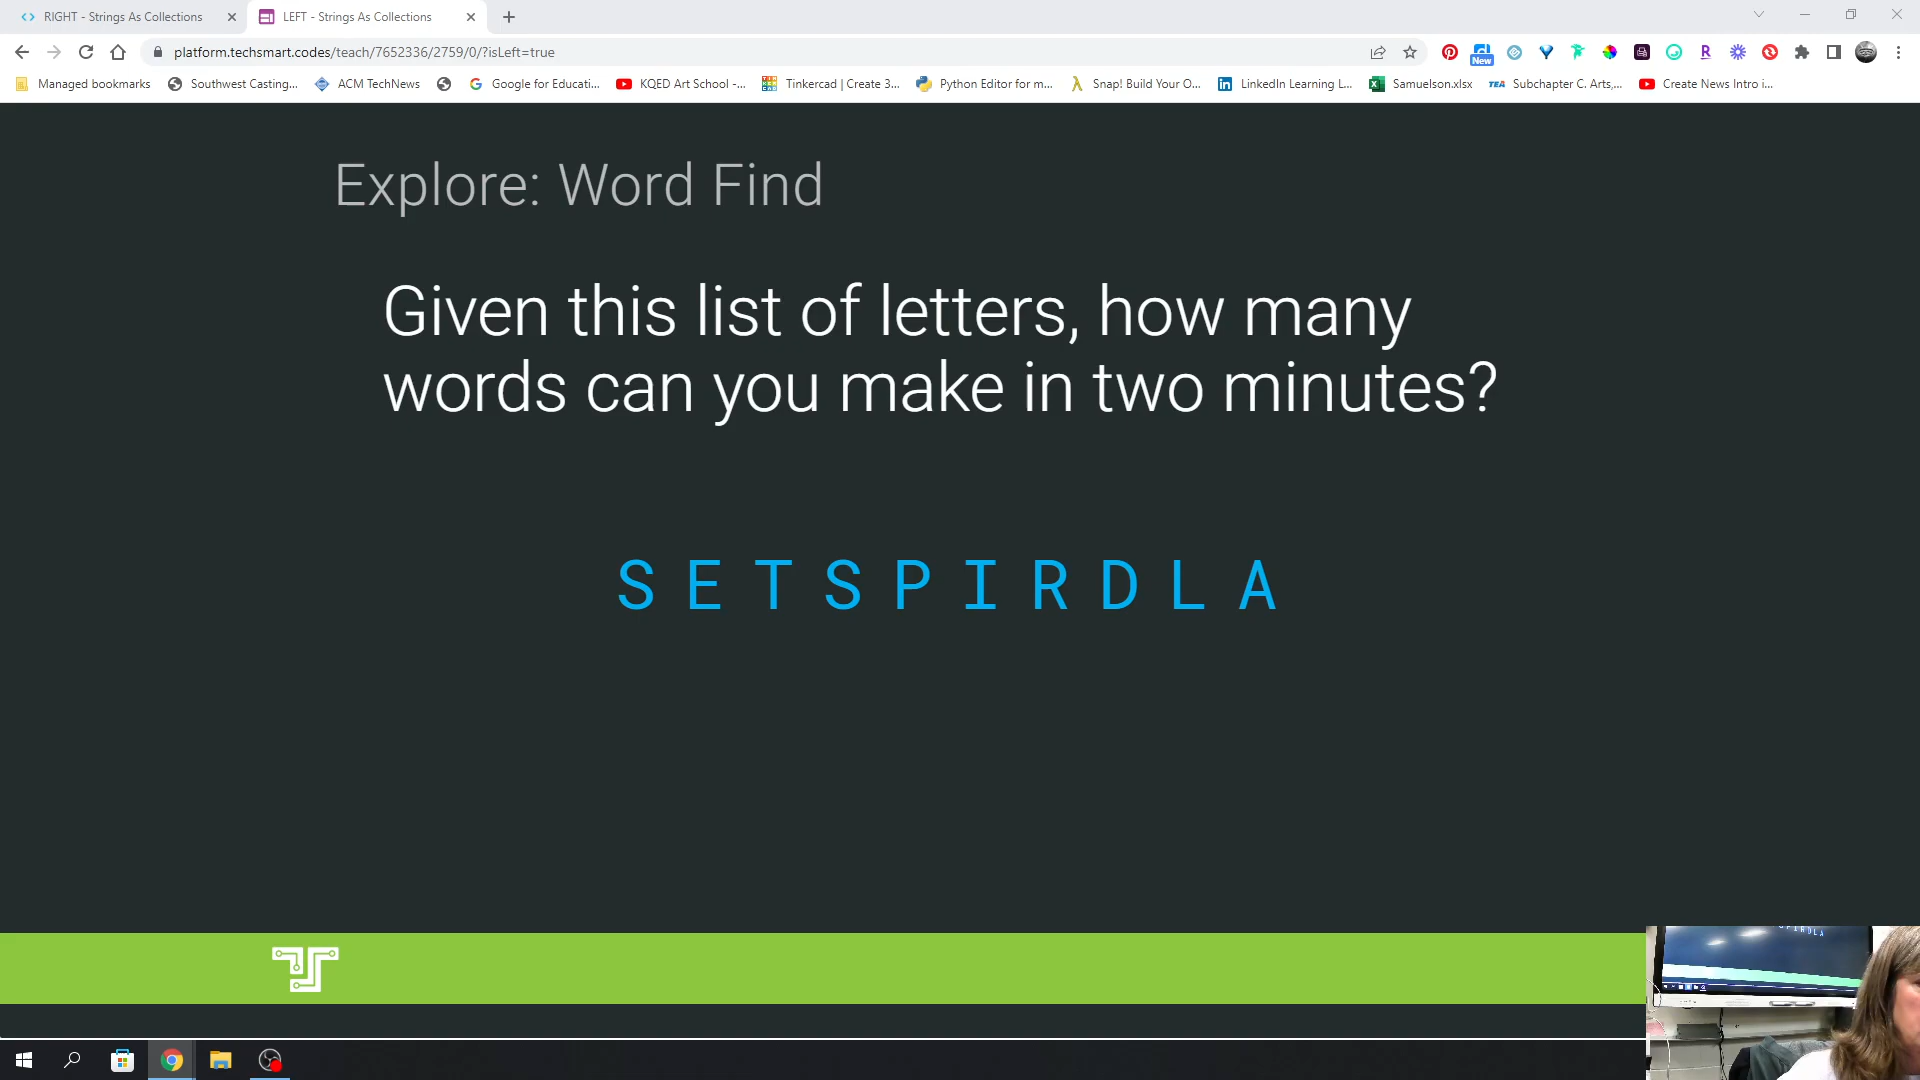 RIGHT - Strings As Collections
LEFT - Strings As Collections
platform.techsmart.codes/teach/7652336/2759/0/?isLeft=true
New
Managed bookmarks
Southwest Casting...
ACM TechNews
Google for Educati...
KQED Art School -...
Tinkercad | Create 3...
Python Editor for m...
Snap! Build Your O...
LinkedIn Learning L...
Samuelson.xlsx
TEA
Subchapter C. Arts,...
Create News Intro i...
Explore: Word Find
Given this list of letters, how many
words can you make in two minutes?
S E T S P I R D L A